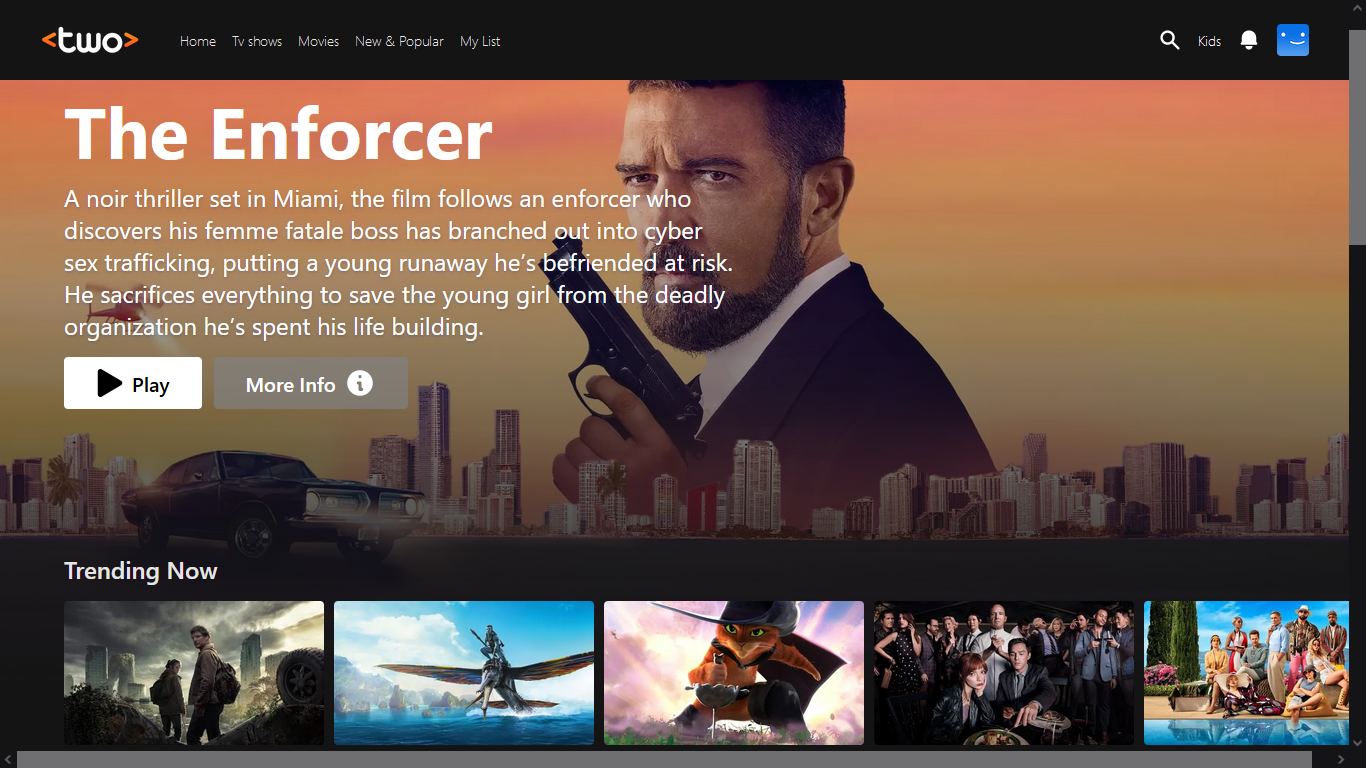 <two>
Home Tv shows Movies New & Popular My List Kids
The Enforcer
A noir thriller set in Miami, the film follows an enforcer who
discovers his femme fatale boss has branched out into cyber
sex trafficking, putting a young runaway he’s befriended at risk.
He sacrifices everything to save the young girl from the deadly
organization he’s spent his life building.
Play
More Info
Trending Now